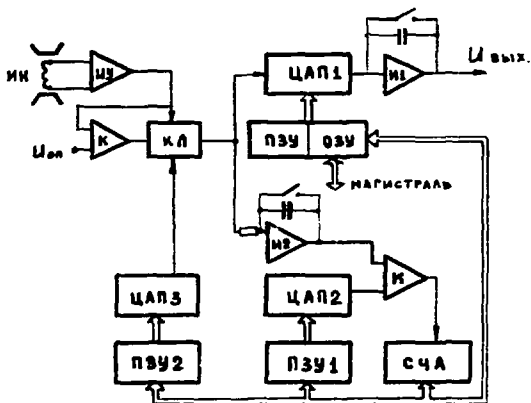 ИК
ИУ
К
Uоп
КЛ
ЦАП1
И1
Uвых.
ПЗУ
ОЗУ
МАГИСТРАЛЬ
И2
ЦАП3
ЦАП2
К
ПЗУ2
ПЗУ1
СЧА